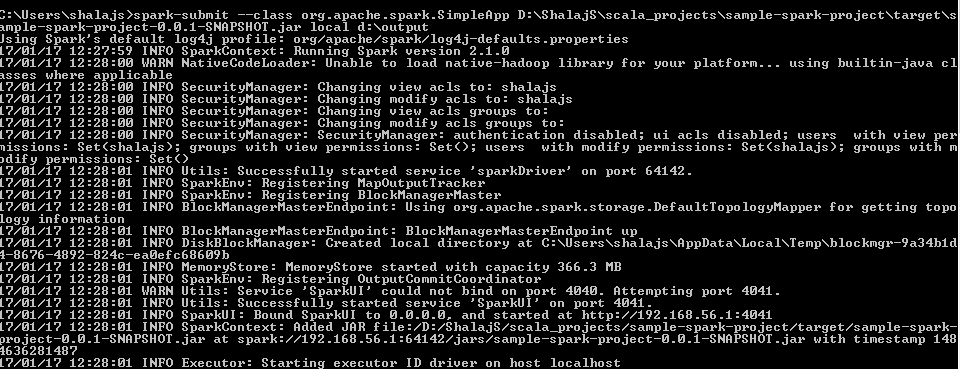 C:\Users\shalajs>spark-submit --class org.apache.spark.SimpleApp D:\ShalajS\scala_projects\sample-spark-project\target\s
ample-spark-project-0.0.1-SNAPSHOT.jar local d:\output
Using Spark's default log4j profile: org/apache/spark/log4j-defaults.properties
17/01/17 12:27:59 INFO SparkContext: Running Spark version 2.1.0
17/01/17 12:28:00 WARN NativeCodeLoader: Unable to load native-hadoop library for your platform... using builtin-java cl
asses where applicable
17/01/17 12:28:00 INFO SecurityManager: Changing view acls to: shalajs
17/01/17 12:28:00 INFO SecurityManager: Changing modify acls to: shalajs
17/01/17 12:28:00 INFO SecurityManager: Changing view acls groups to:
17/01/17 12:28:00 INFO SecurityManager: Changing modify acls groups to:
17/01/17 12:28:00 INFO SecurityManager: SecurityManager: authentication disabled; ui acls disabled; users  with view per
missions: Set(shalajs); groups with view permissions: Set(); users  with modify permissions: Set(shalajs); groups with m
odify permissions: Set()
17/01/17 12:28:01 INFO Utils: Successfully started service 'sparkDriver' on port 64142.
17/01/17 12:28:01 INFO SparkEnv: Registering MapOutputTracker
17/01/17 12:28:01 INFO SparkEnv: Registering BlockManagerMaster
17/01/17 12:28:01 INFO BlockManagerMasterEndpoint: Using org.apache.spark.storage.DefaultTopologyMapper for getting topo
logy information
17/01/17 12:28:01 INFO BlockManagerMasterEndpoint: BlockManagerMasterEndpoint up
17/01/17 12:28:01 INFO DiskBlockManager: Created local directory at C:\Users\shalajs\AppData\Local\Temp\blockmgr-9a34b1d
4-8676-4892-824c-ea0efc68609b
17/01/17 12:28:01 INFO MemoryStore: MemoryStore started with capacity 366.3 MB
17/01/17 12:28:01 INFO SparkEnv: Registering OutputCommitCoordinator
17/01/17 12:28:01 WARN Utils: Service 'SparkUI' could not bind on port 4040. Attempting port 4041.
17/01/17 12:28:01 INFO Utils: Successfully started service 'SparkUI' on port 4041.
17/01/17 12:28:01 INFO SparkUI: Bound SparkUI to 0.0.0.0, and started at http://192.168.56.1:4041
17/01/17 12:28:01 INFO SparkContext: Added JAR file:/D:/ShalajS/scala_projects/sample-spark-project/target/sample-spark-
project-0.0.1-SNAPSHOT.jar at spark://192.168.56.1:64142/jars/sample-spark-project-0.0.1-SNAPSHOT.jar with timestamp 148
4636281487
17/01/17 12:28:01 INFO Executor: Starting executor ID driver on host localhost